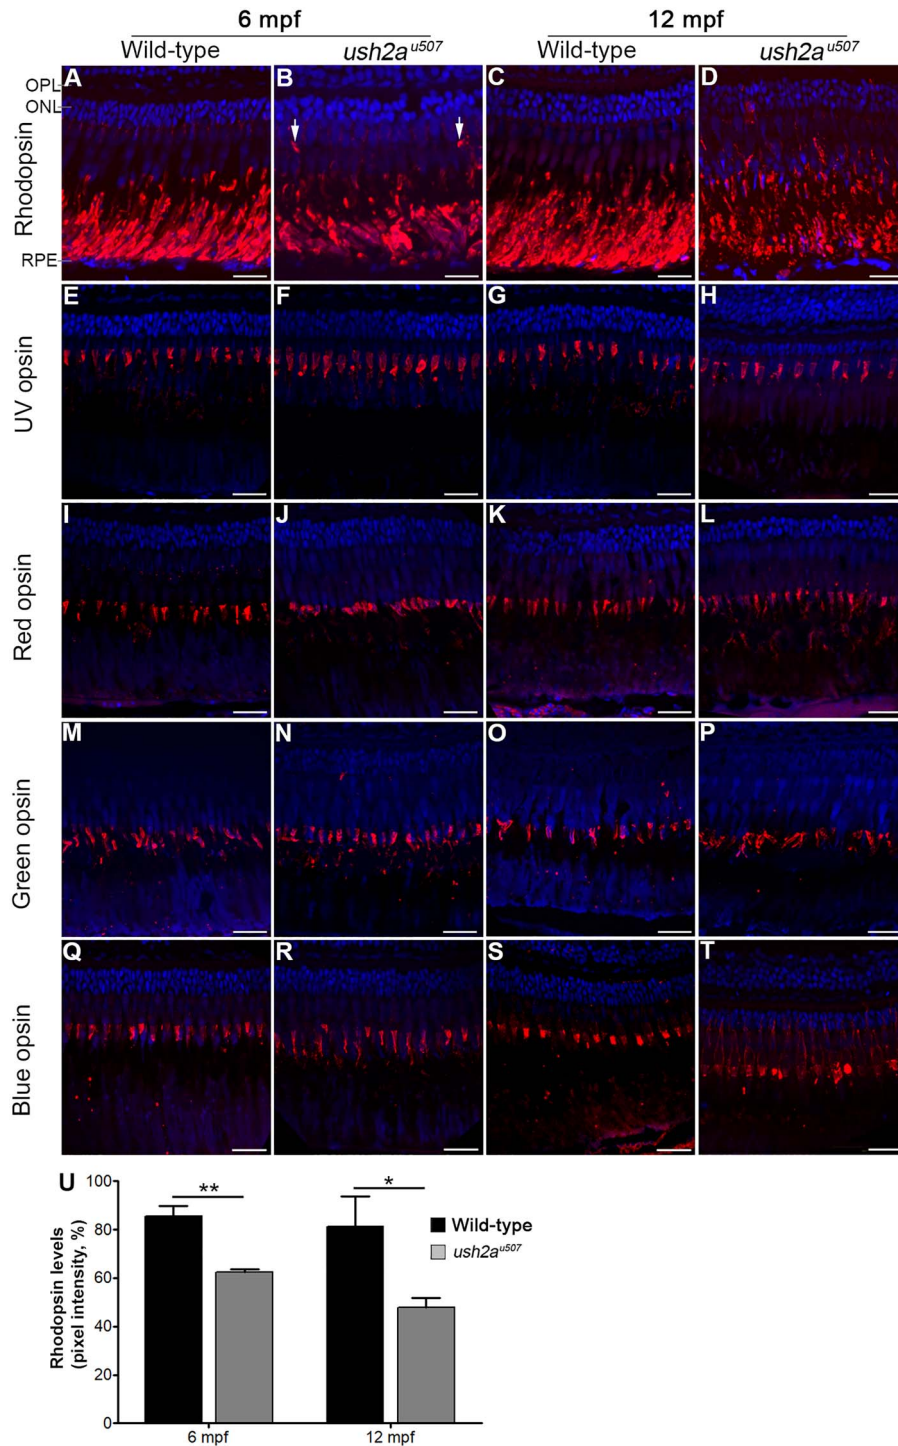 6 mpf 12 mpf
Wild-type ush2a^u507 Wild-type ush2a^u507
A B C D
OPL
ONL
Rhodopsin
RPE
E F G H
UV opsin
I J K L
Red opsin
M N O P
Green opsin
Q R S T
Blue opsin
U
100
80
60
40
20
0
Rhodopsin levels
(pixel intensity, %)
** *
Wild-type
ush2a^u507
6 mpf 12 mpf